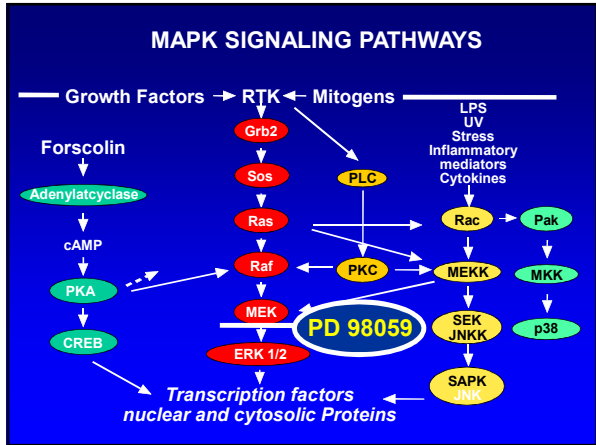 MAPK SIGNALING PATHWAYS
Growth Factors
RTK
Mitogens
LPS
UV
Stress
Inflammatory
mediators
Cytokines
Forscolin
Adenylatcyclase
cAMP
PKA
CREB
Grb2
Sos
Ras
Raf
MEK
ERK 1/2
PLC
PKC
PD 98059
Rac
MEKK
SEK
JNKK
SAPK
JNK
Pak
MKK
p38
Transcription factors
nuclear and cytosolic Proteins